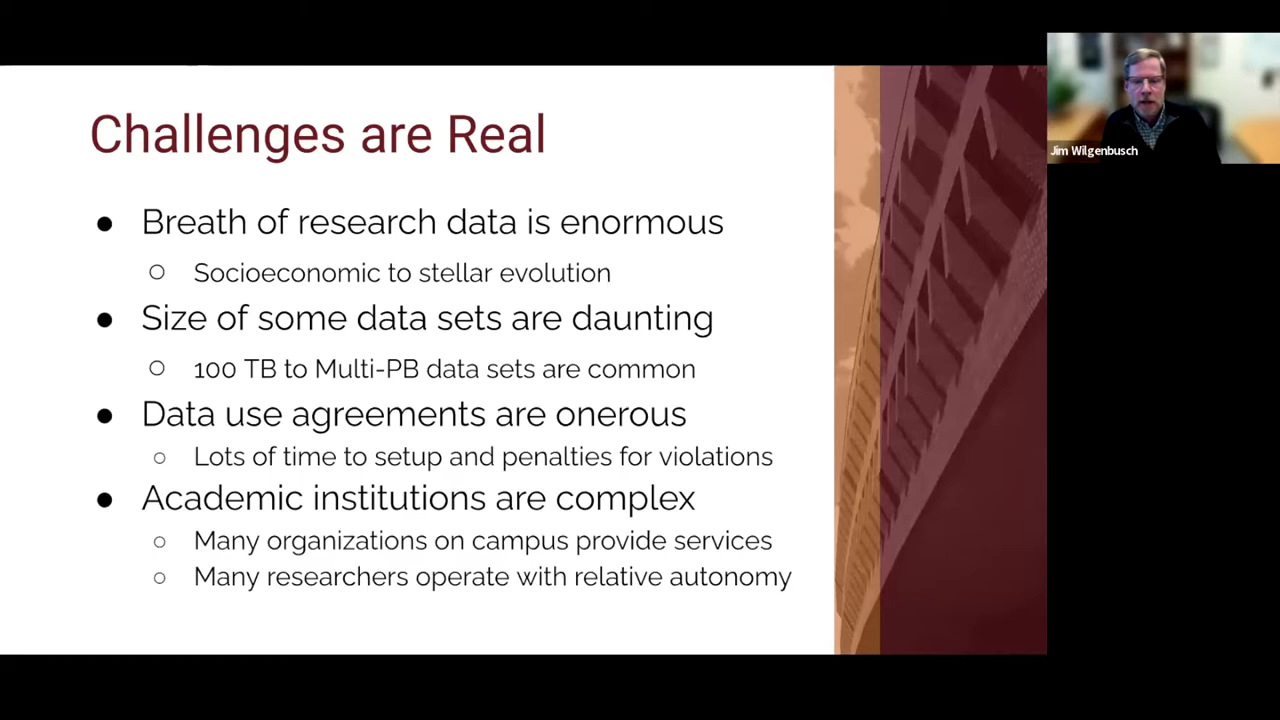 Challenges are Real
● Breath of research data is enormous
○ Socioeconomic to stellar evolution
● Size of some data sets are daunting
○ 100 TB to Multi-PB data sets are common
● Data use agreements are onerous
○ Lots of time to setup and penalties for violations
● Academic institutions are complex
○ Many organizations on campus provide services
○ Many researchers operate with relative autonomy
Jim Wilgenbusch